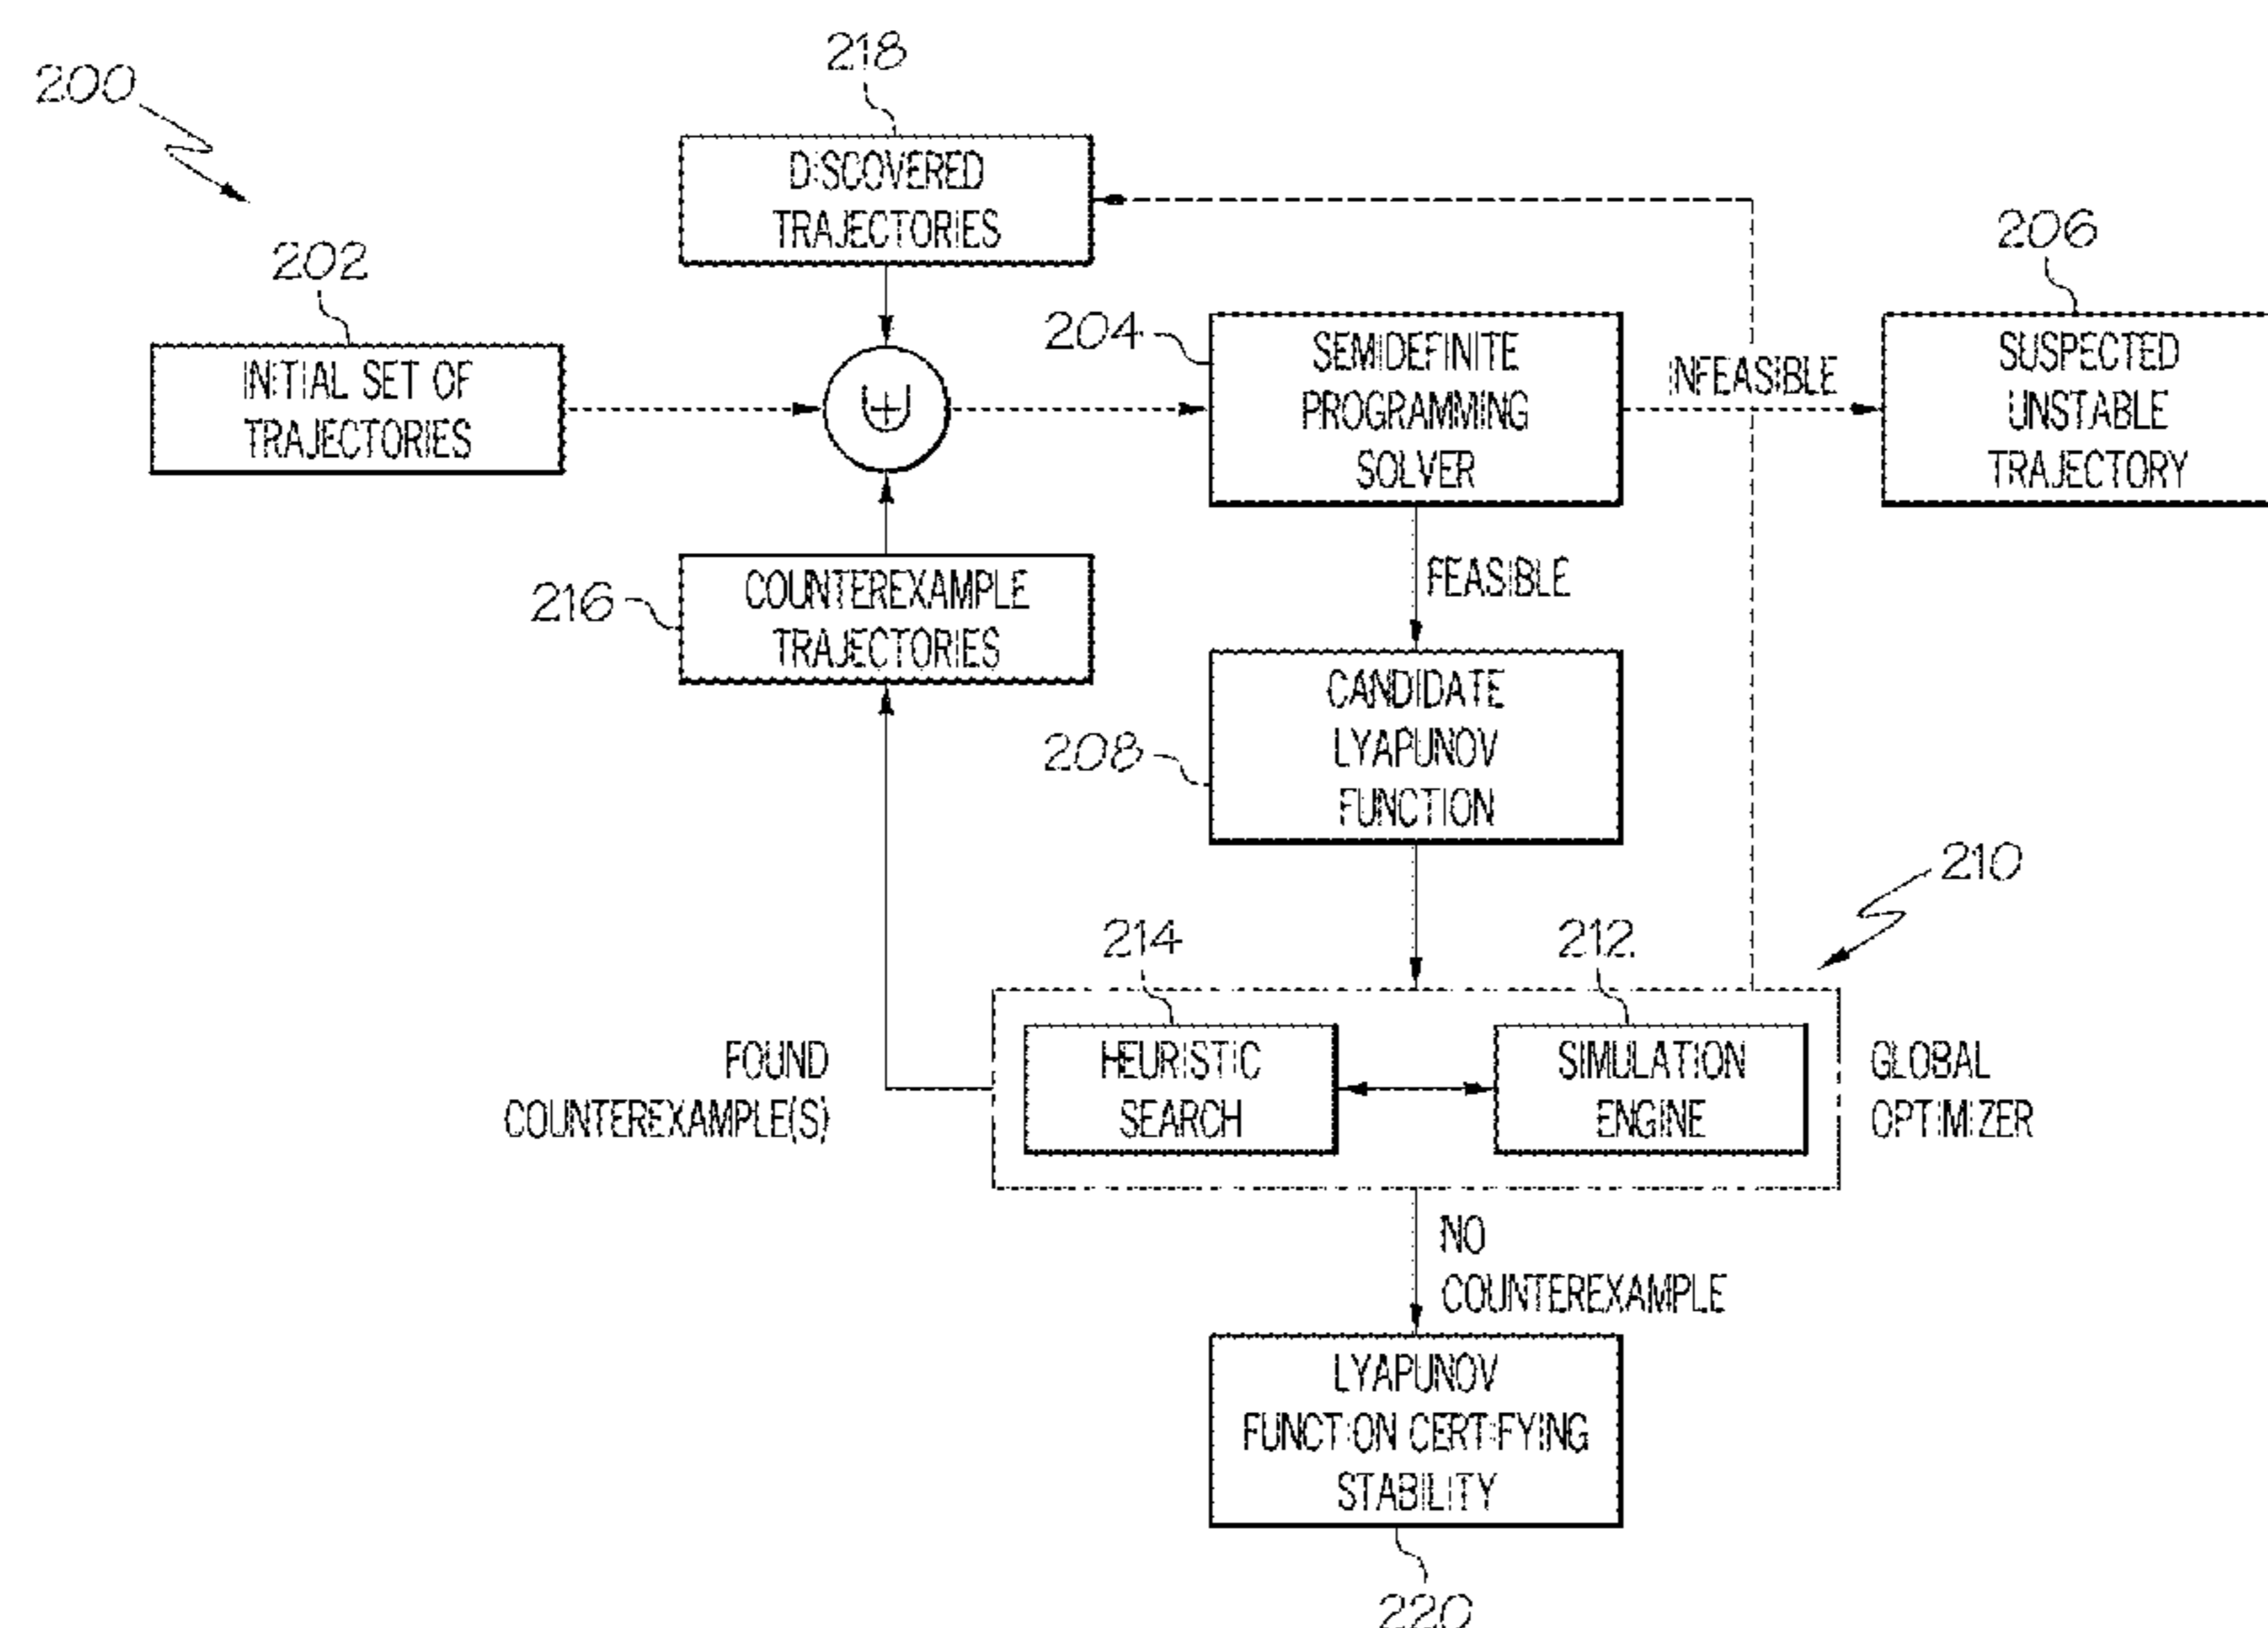 200
218
DISCOVERED
TRAJECTORIES
202
INITIAL SET OF
TRAJECTORIES
204
SEMIDEFINITE
PROGRAMMING
SOLVER
INFEASIBLE
206
SUSPECTED
UNSTABLE
TRAJECTORY
216
COUNTEREXAMPLE
TRAJECTORIES
FEASIBLE
208
CANDIDATE
LYAPUNOV
FUNCTION
210
214
HEURISTIC
SEARCH
212
SIMULATION
ENGINE
GLOBAL
OPTIMIZER
FOUND
COUNTEREXAMPLE(S)
NO
COUNTEREXAMPLE
LYAPUNOV
FUNCTION CERTIFYING
STABILITY
220